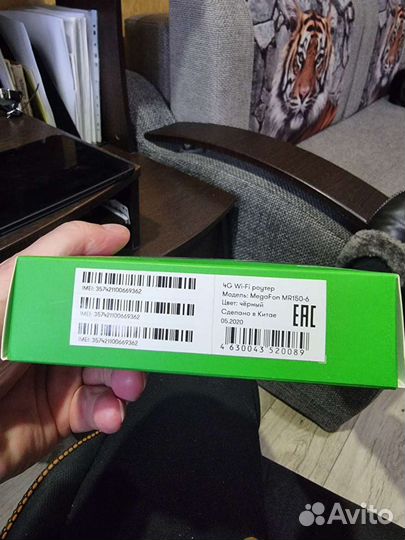 IMEI: 357421100669362
IMEI: 357421100669362
IMEI: 357421100669362
4G Wi-Fi роутер
Модель: MegaFon MR150-6
Цвет: чёрный
Сделано в Китае
05.2020
EAC
4 630043 520089
Avito